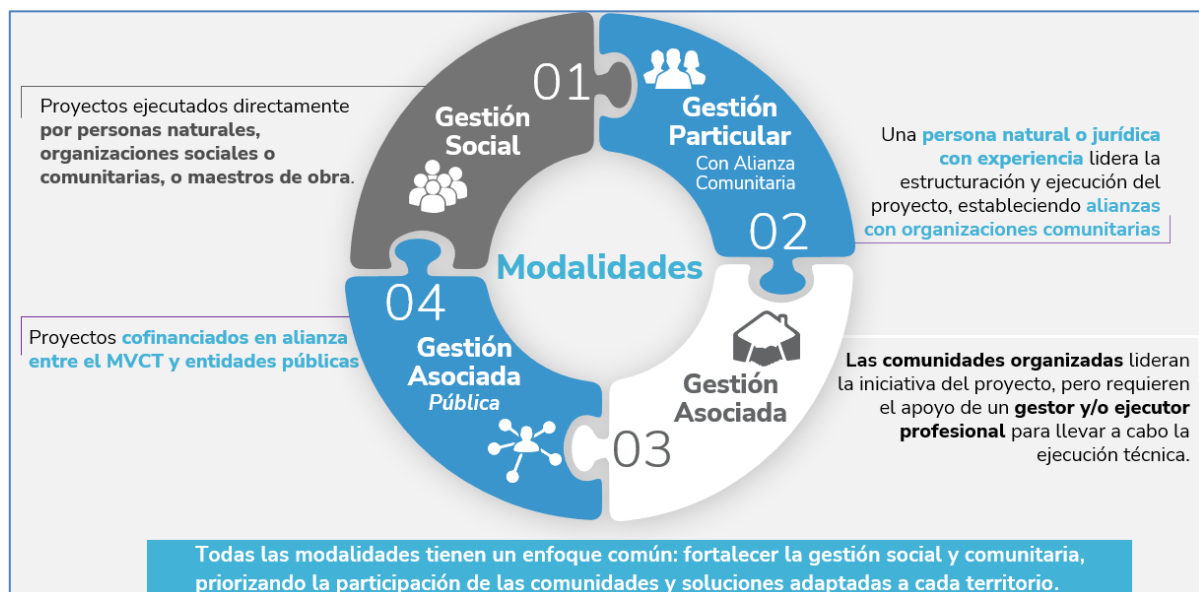 01
Gestión
Social
Proyectos ejecutados directamente
por personas naturales,
organizaciones sociales o
comunitarias, o maestros de obra.
Gestión
Particular
Con Alianza
Comunitaria
02
Una persona natural o jurídica
con experiencia lidera la
estructuración y ejecución del
proyecto, estableciendo alianzas
con organizaciones comunitarias
Modalidades
04
Gestión
Asociada
Pública
Proyectos cofinanciados en alianza
entre el MVCT y entidades públicas
Gestión
Asociada
03
Las comunidades organizadas lideran
la iniciativa del proyecto, pero requieren
el apoyo de un gestor y/o ejecutor
profesional para llevar a cabo la
ejecución técnica.
Todas las modalidades tienen un enfoque común: fortalecer la gestión social y comunitaria,
priorizando la participación de las comunidades y soluciones adaptadas a cada territorio.